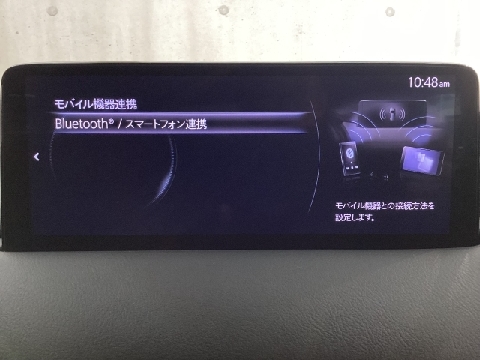 10:48am
モバイル機器連携
Bluetooth® / スマートフォン連携
モバイル機器との接続方法を
設定します。